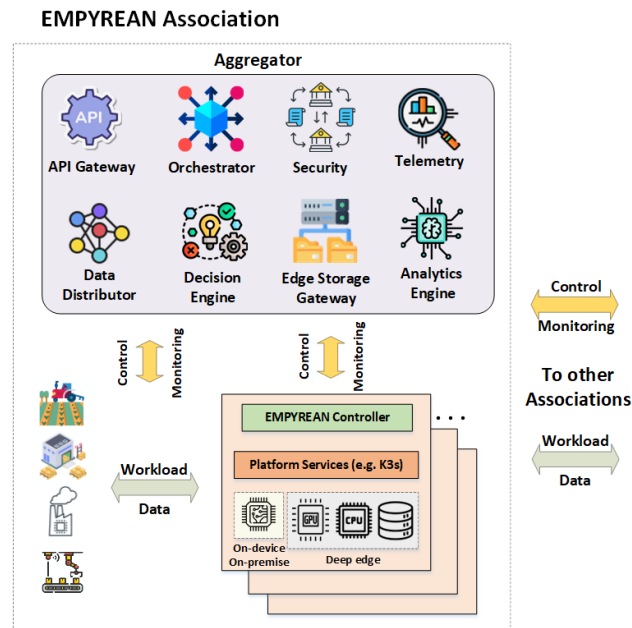 EMPYREAN Association
Aggregator
API
API Gateway
Orchestrator
Security
Telemetry
Data
Distributor
Decision
Engine
Edge Storage
Gateway
Analytics
Engine
Control
Monitoring
Control
Monitoring
Control
Monitoring
To other
Associations
Workload
Data
Workload
Data
EMPYREAN Controller
...
Platform Services (e.g. K3s)
GPU
CPU
On-device
On-premise
Deep edge